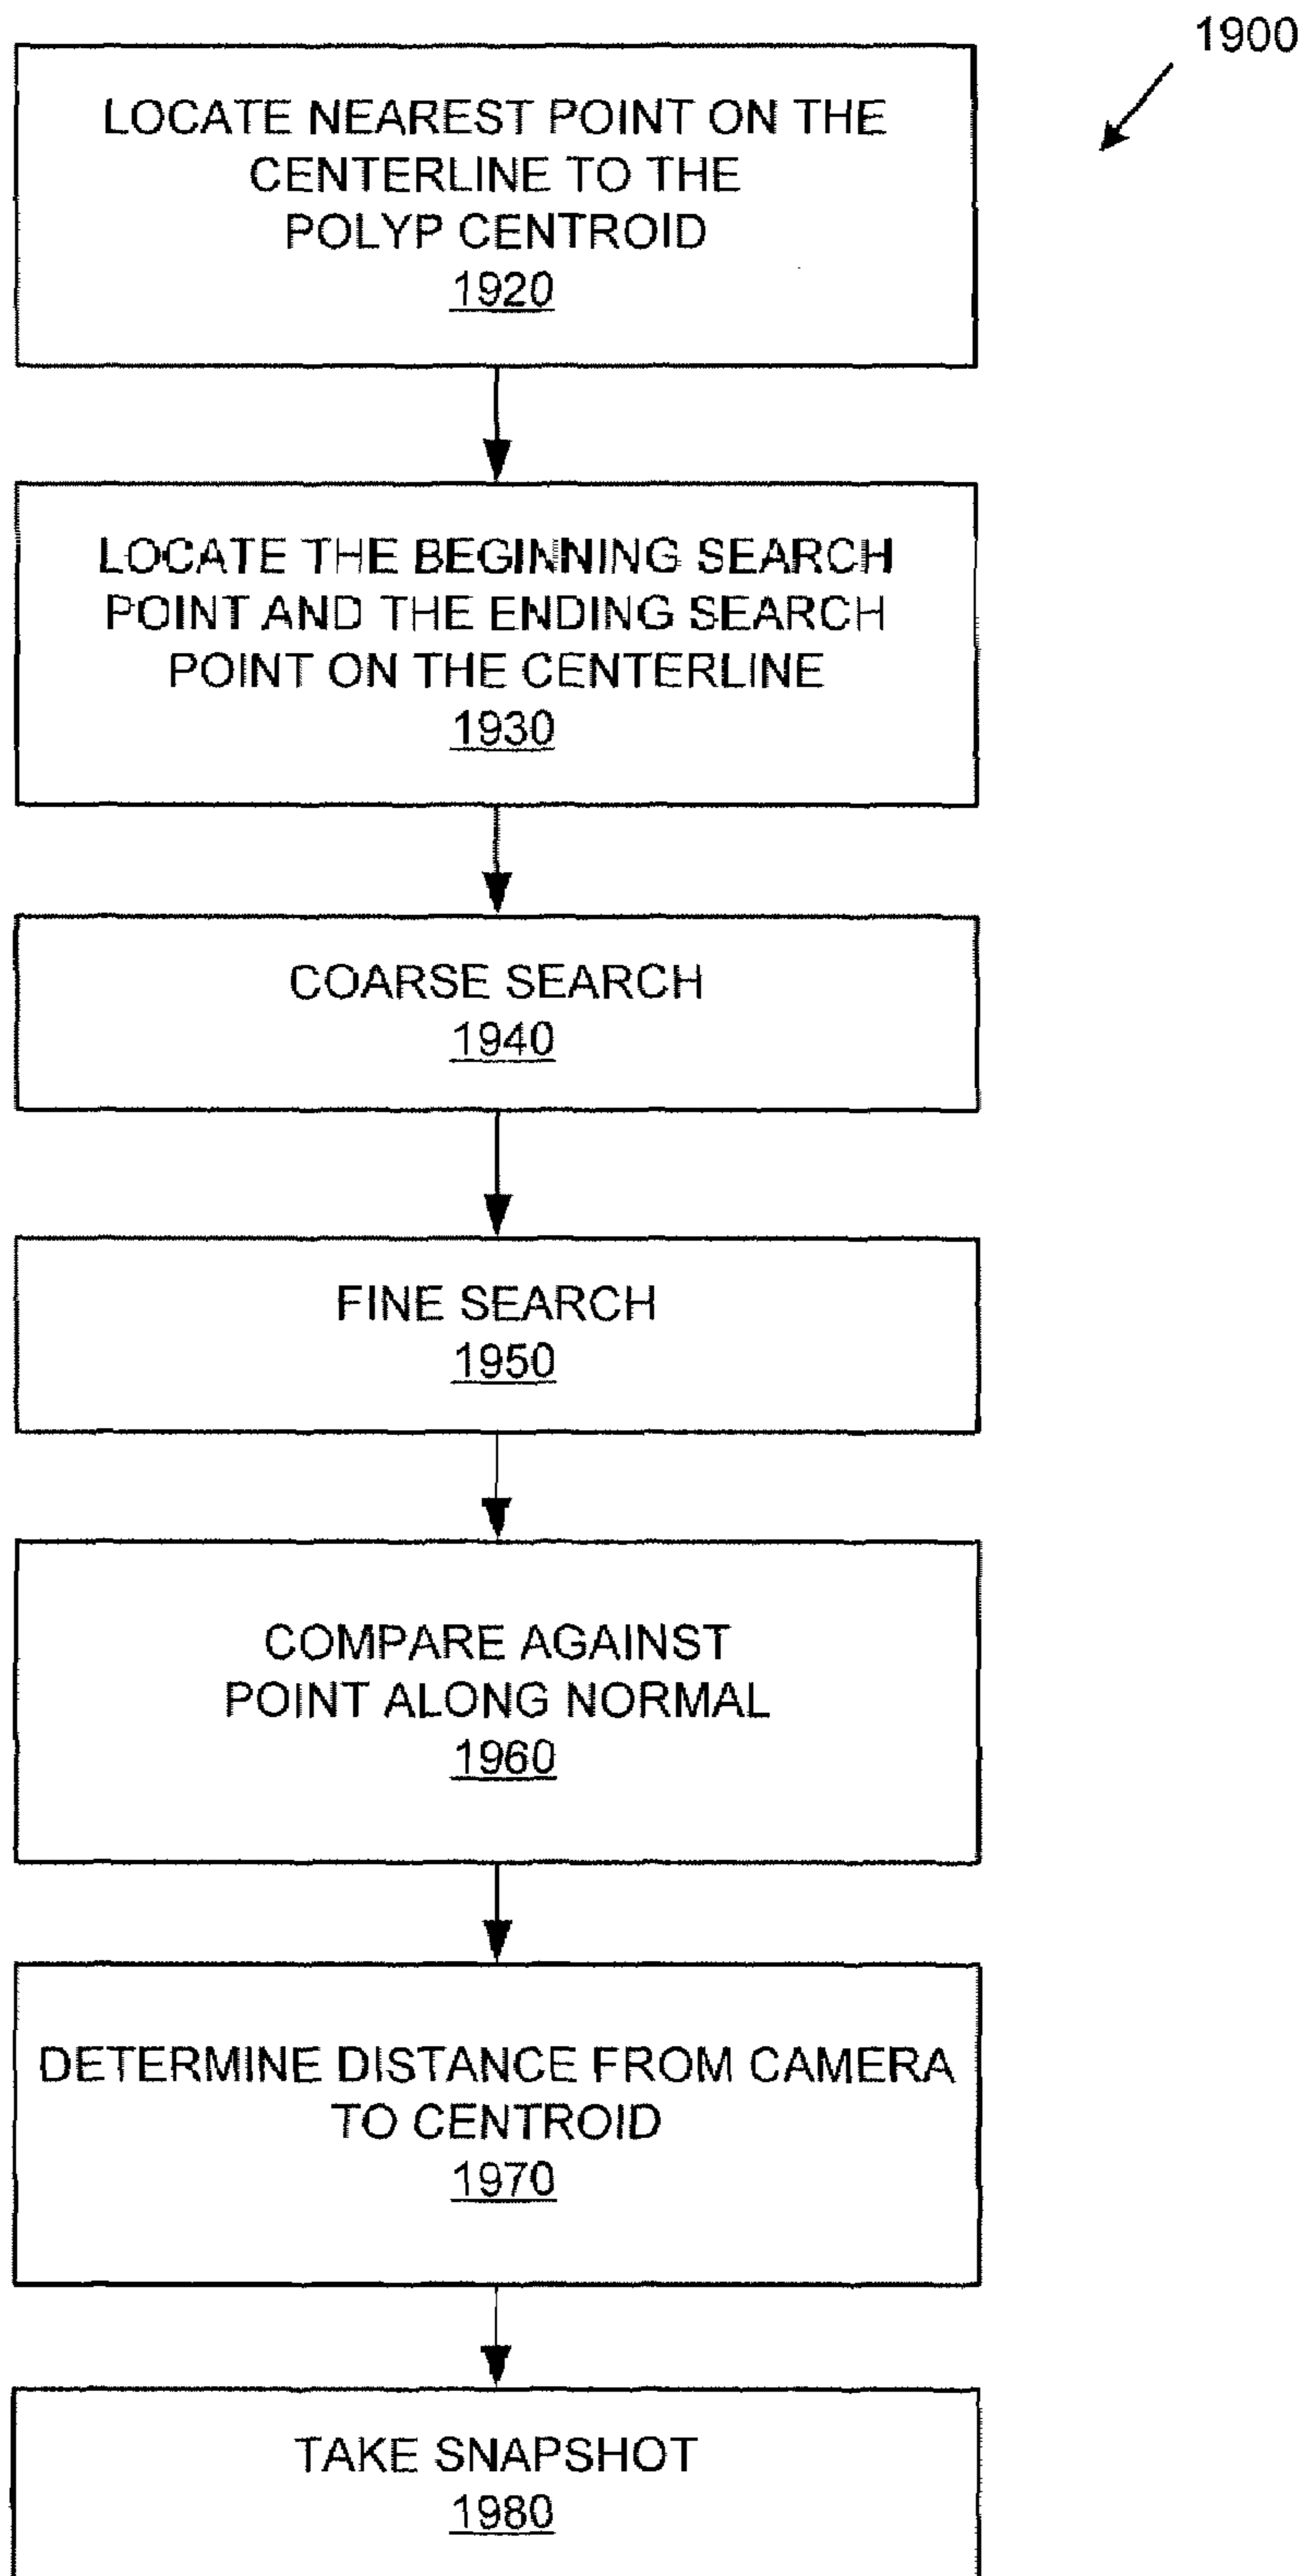 1900
LOCATE NEAREST POINT ON THE
CENTERLINE TO THE
POLYP CENTROID
1920
LOCATE THE BEGINNING SEARCH
POINT AND THE ENDING SEARCH
POINT ON THE CENTERLINE
1930
COARSE SEARCH
1940
FINE SEARCH
1950
COMPARE AGAINST
POINT ALONG NORMAL
1960
DETERMINE DISTANCE FROM CAMERA
TO CENTROID
1970
TAKE SNAPSHOT
1980